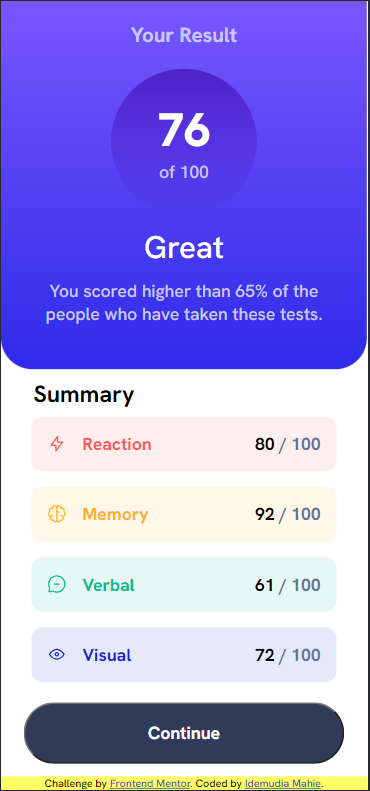 Your Result
76
of 100
Great
You scored higher than 65% of the
people who have taken these tests.
Summary
Reaction 80 / 100
Memory 92 / 100
Verbal 61 / 100
Visual 72 / 100
Continue
Challenge by Frontend Mentor. Coded by Idemudia Mahie.